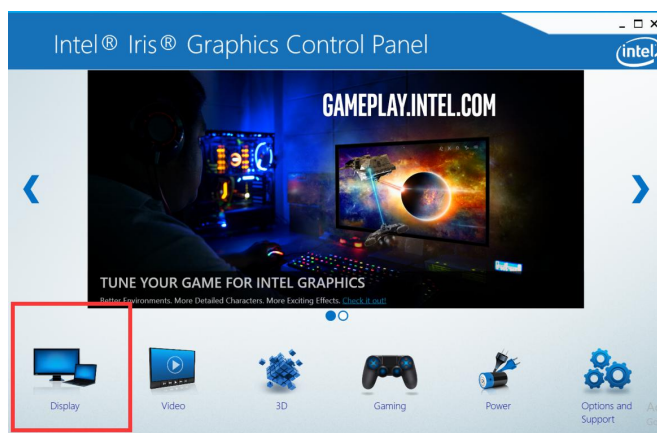 Intel® Iris® Graphics Control Panel
intel
GAMEPLAY.INTEL.COM
TUNE YOUR GAME FOR INTEL GRAPHICS
Better Environments. More Detailed Characters. More Exciting Effects. Check it out!
Display
Video
3D
Gaming
Power
Options and
Support